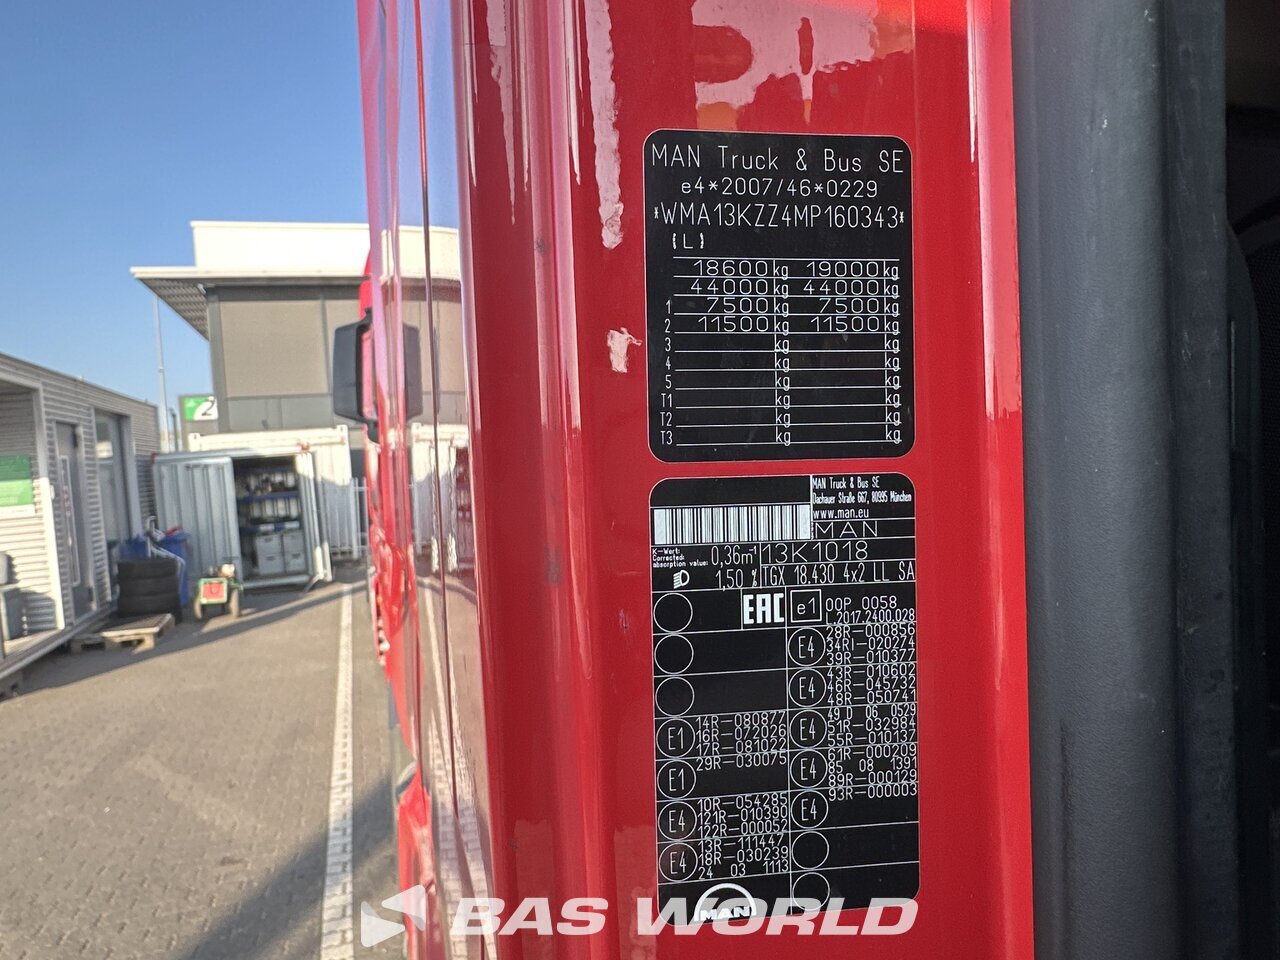 MAN Truck & Bus SE
e4*2007/46*0229
*WMA13KZZ4MP160343*
(L)
18600 kg 19000 kg
44000 kg 44000 kg
1 7500 kg 7500 kg
2 11500 kg 11500 kg
3 kg kg
4 kg kg
5 kg kg
T1 kg kg
T2 kg kg
T3 kg kg
MAN Truck & Bus SE
Dachauer Straße 667, 80995 München
www.man.eu
MAN
K-Wert:
Corrected
absorption value: 0,36m-1 13K1018
1,50 % TGX 18.430 4x2 LL SA
EAC e1 00P 0058
L.2017.2400.028
E4 28R-000856
34RI-020274
39R-010377
E4 43R-010602
46R-045732
48R-050741
E1 14R-080877
16R-072026
17R-081022
E4 49 D 06 0529
51R-032984
55R-010137
E1 29R-030075
E4 61R-000209
85 08 1391
89R-000129
E4 10R-054285
121R-010390
122R-000052
E4 93R-000003
E4 13R-111447
18R-030239
24 03 1113
MAN
2
BAS WORLD